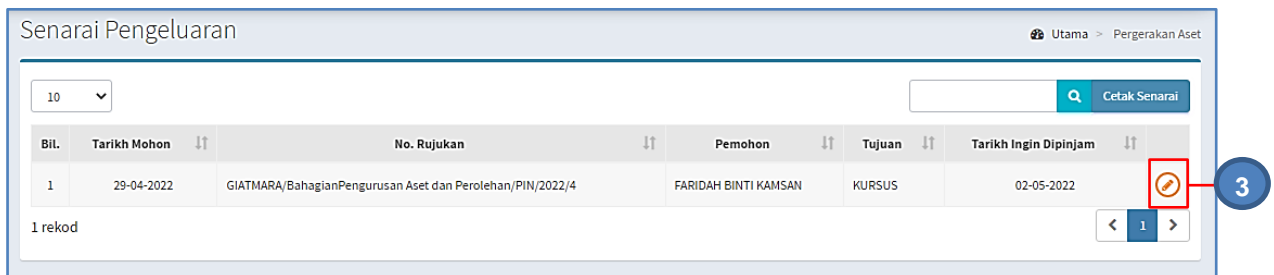 Senarai Pengeluaran
Utama > Pergerakan Aset
10
Cetak Senarai
Bil. Tarikh Mohon No. Rujukan Pemohon Tujuan Tarikh Ingin Dipinjam
1 29-04-2022 GIATMARA/BahagianPengurusan Aset dan Perolehan/PIN/2022/4 FARIDAH BINTI KAMSAN KURSUS 02-05-2022
3
1 rekod
< 1 >